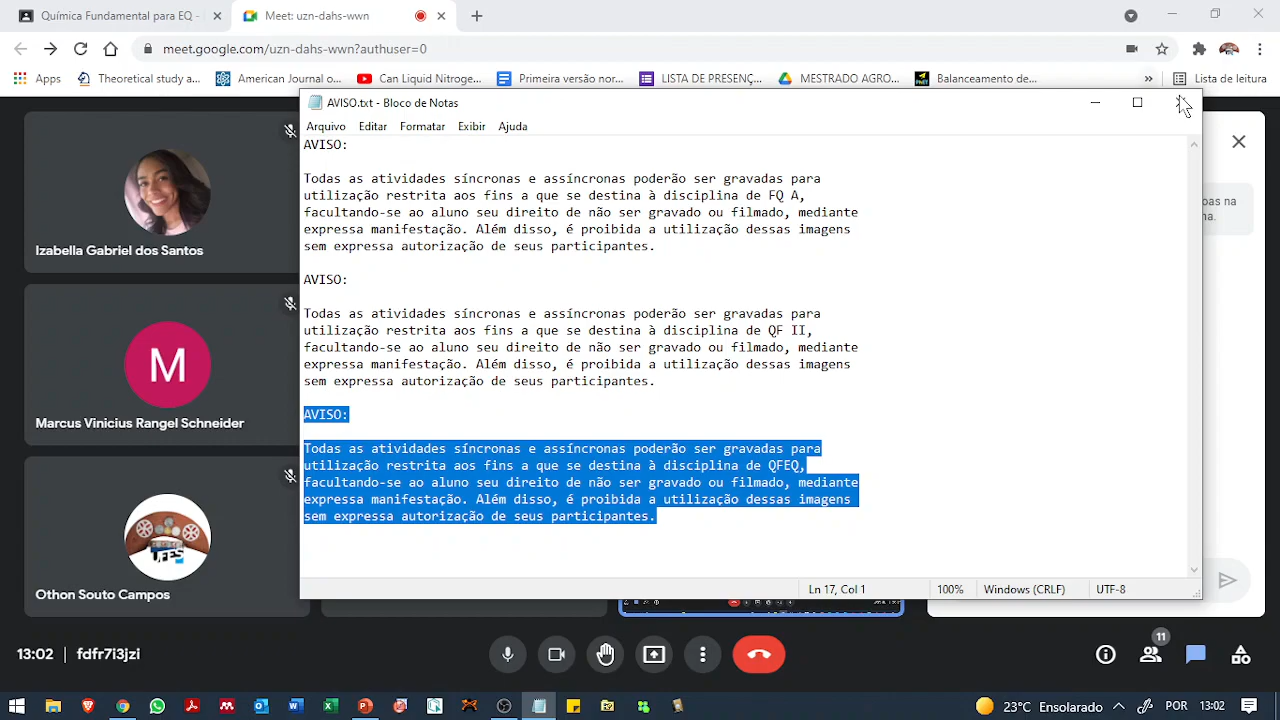 Química Fundamental para EQ -
Meet: uzn-dahs-wwn
meet.google.com/uzn-dahs-wwn?authuser=0
Apps
Theoretical study a...
American Journal o...
Can Liquid Nitroge...
Primeira versão nor...
LISTA DE PRESENÇ...
MESTRADO AGRO...
Balanceamento de...
»
Lista de leitura
AVISO.txt - Bloco de Notas
Arquivo Editar Formatar Exibir Ajuda
AVISO:
Todas as atividades síncronas e assíncronas poderão ser gravadas para
utilização restrita aos fins a que se destina à disciplina de FQ A,
facultando-se ao aluno seu direito de não ser gravado ou filmado, mediante
expressa manifestação. Além disso, é proibida a utilização dessas imagens
sem expressa autorização de seus participantes.
AVISO:
Todas as atividades síncronas e assíncronas poderão ser gravadas para
utilização restrita aos fins a que se destina à disciplina de QF II,
facultando-se ao aluno seu direito de não ser gravado ou filmado, mediante
expressa manifestação. Além disso, é proibida a utilização dessas imagens
sem expressa autorização de seus participantes.
AVISO:
Todas as atividades síncronas e assíncronas poderão ser gravadas para
utilização restrita aos fins a que se destina à disciplina de QFEQ,
facultando-se ao aluno seu direito de não ser gravado ou filmado, mediante
expressa manifestação. Além disso, é proibida a utilização dessas imagens
sem expressa autorização de seus participantes.
Ln 17, Col 1
100%
Windows (CRLF)
UTF-8
Izabella Gabriel dos Santos
M
Marcus Vinicius Rangel Schneider
UFES
Othon Souto Campos
oas na
na.
13:02 | fdfr7i3jzi
11
23°C Ensolarado
POR
13:02